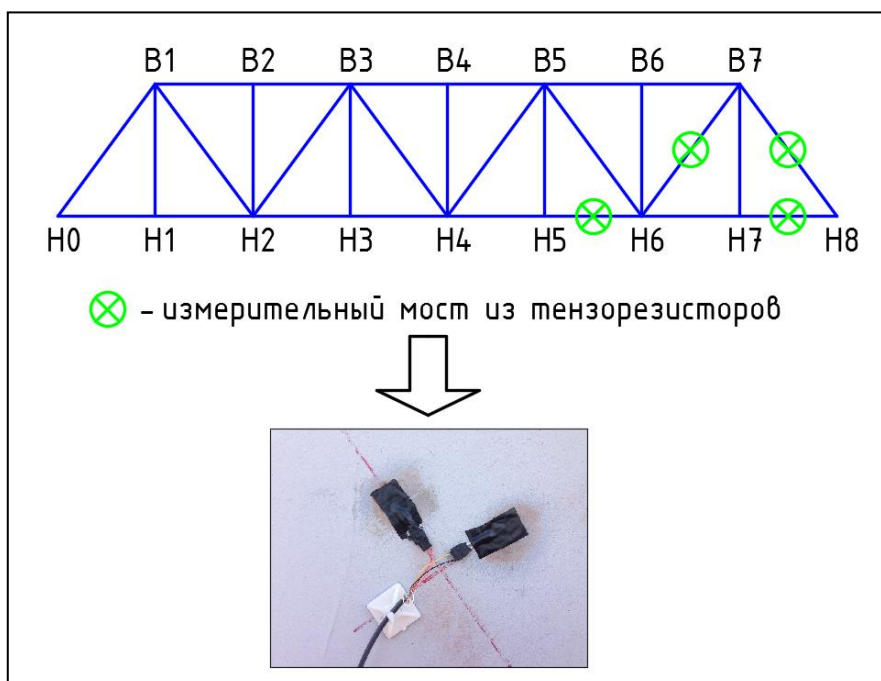 В1 В2 В3 В4 В5 В6 В7
Н0 Н1 Н2 Н3 Н4 Н5 Н6 Н7 Н8
- измерительный мост из тензорезисторов